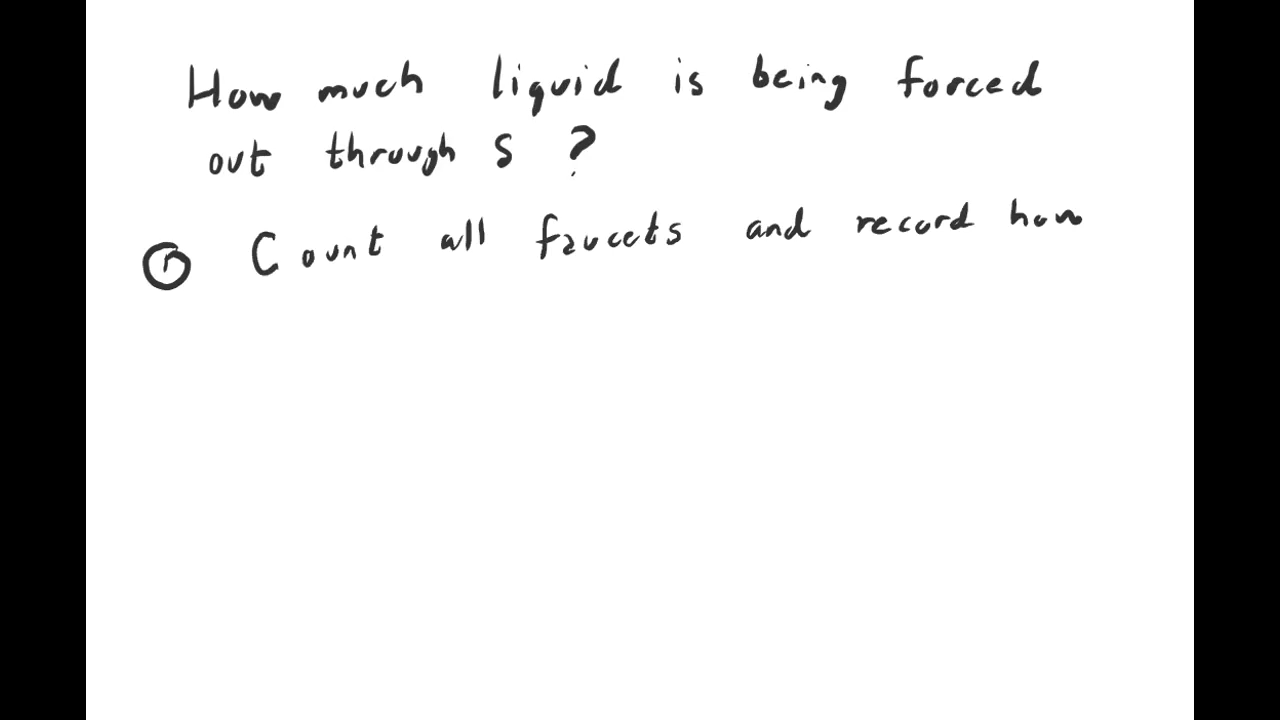 How much liquid is being forced
out through S ?
① Count all faucets and record how